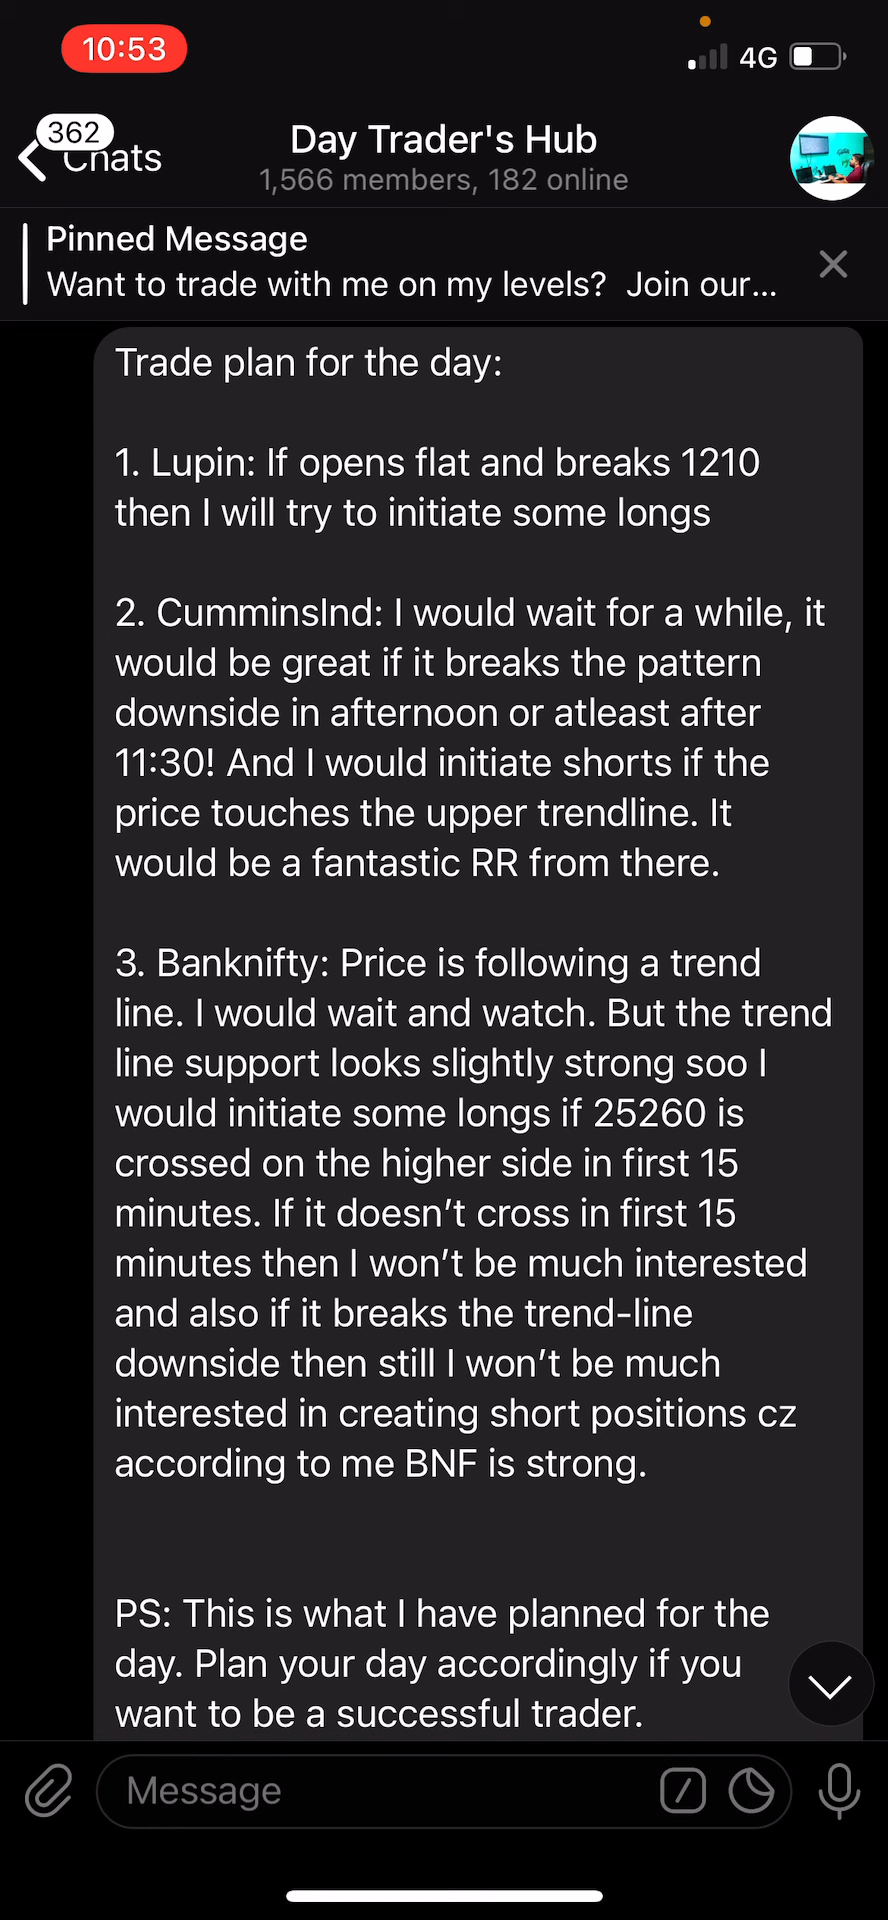 10:53
4G
362
Chats
Day Trader's Hub
1,566 members, 182 online
Pinned Message
Want to trade with me on my levels? Join our...
Trade plan for the day:
1. Lupin: If opens flat and breaks 1210
then I will try to initiate some longs
2. CumminsInd: I would wait for a while, it
would be great if it breaks the pattern
downside in afternoon or atleast after
11:30! And I would initiate shorts if the
price touches the upper trendline. It
would be a fantastic RR from there.
3. Banknifty: Price is following a trend
line. I would wait and watch. But the trend
line support looks slightly strong soo I
would initiate some longs if 25260 is
crossed on the higher side in first 15
minutes. If it doesn’t cross in first 15
minutes then I won’t be much interested
and also if it breaks the trend-line
downside then still I won’t be much
interested in creating short positions cz
according to me BNF is strong.
PS: This is what I have planned for the
day. Plan your day accordingly if you
want to be a successful trader.
Message